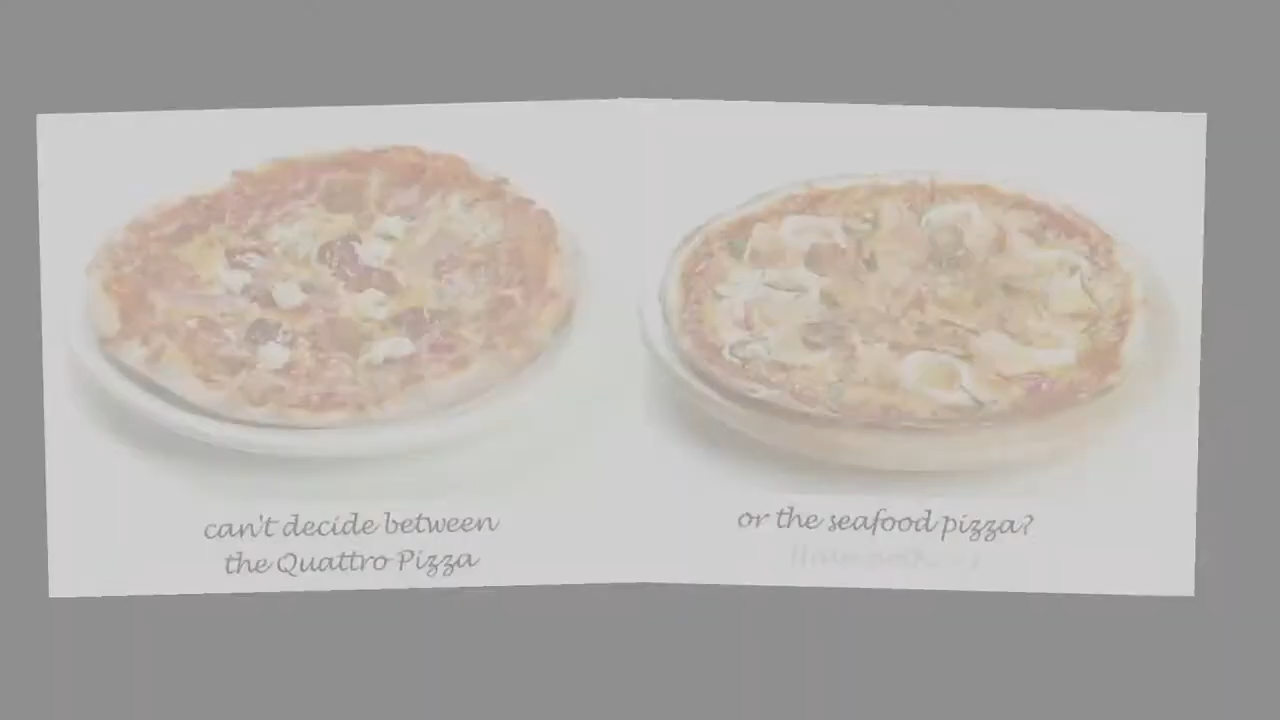 can't decide between
the Quattro Pizza
or the seafood pizza?